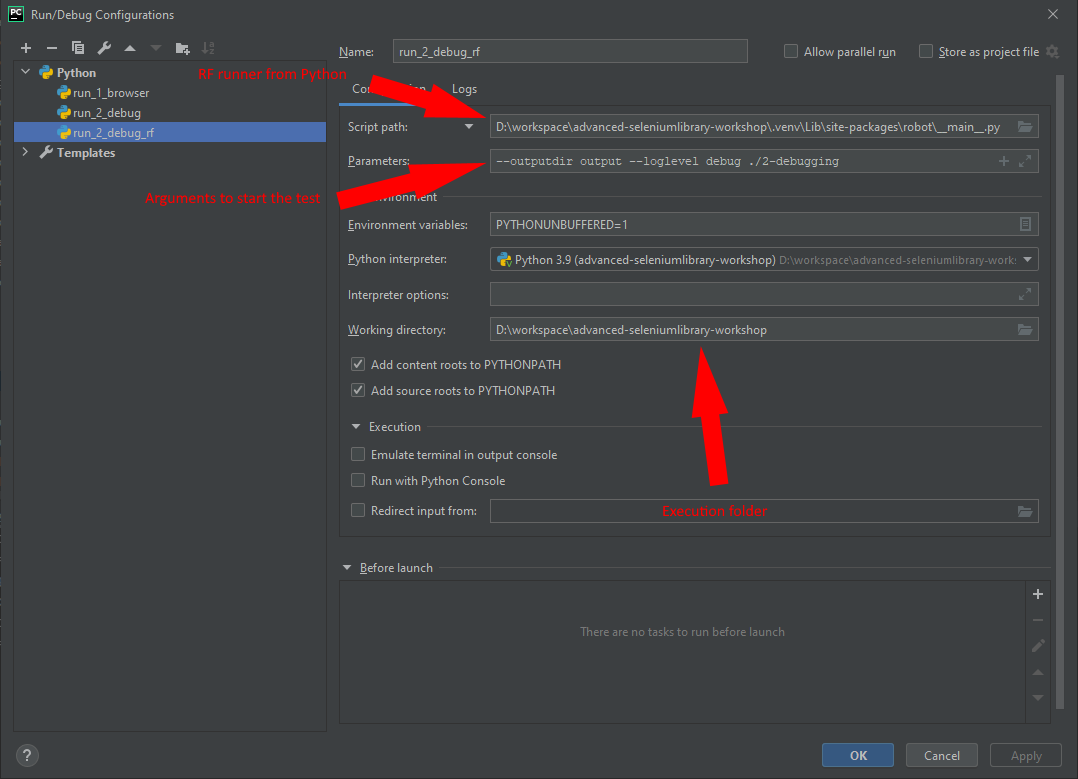 PC Run/Debug Configurations
Name: run_2_debug_rf Allow parallel run Store as project file
Python
RF runner from Python
run_1_browser
run_2_debug
run_2_debug_rf
Templates
Logs
Script path: D:\workspace\advanced-seleniumlibrary-workshop\.venv\Lib\site-packages\robot\__main__.py
Parameters: --outputdir output --loglevel debug ./2-debugging
Arguments to start the test
Environment variables: PYTHONUNBUFFERED=1
Python interpreter: Python 3.9 (advanced-seleniumlibrary-workshop) D:\workspace\advanced-seleniumlibrary-works
Interpreter options:
Working directory: D:\workspace\advanced-seleniumlibrary-workshop
Add content roots to PYTHONPATH
Add source roots to PYTHONPATH
Execution
Emulate terminal in output console
Run with Python Console
Redirect input from:
Execution folder
Before launch
There are no tasks to run before launch
? OK Cancel Apply